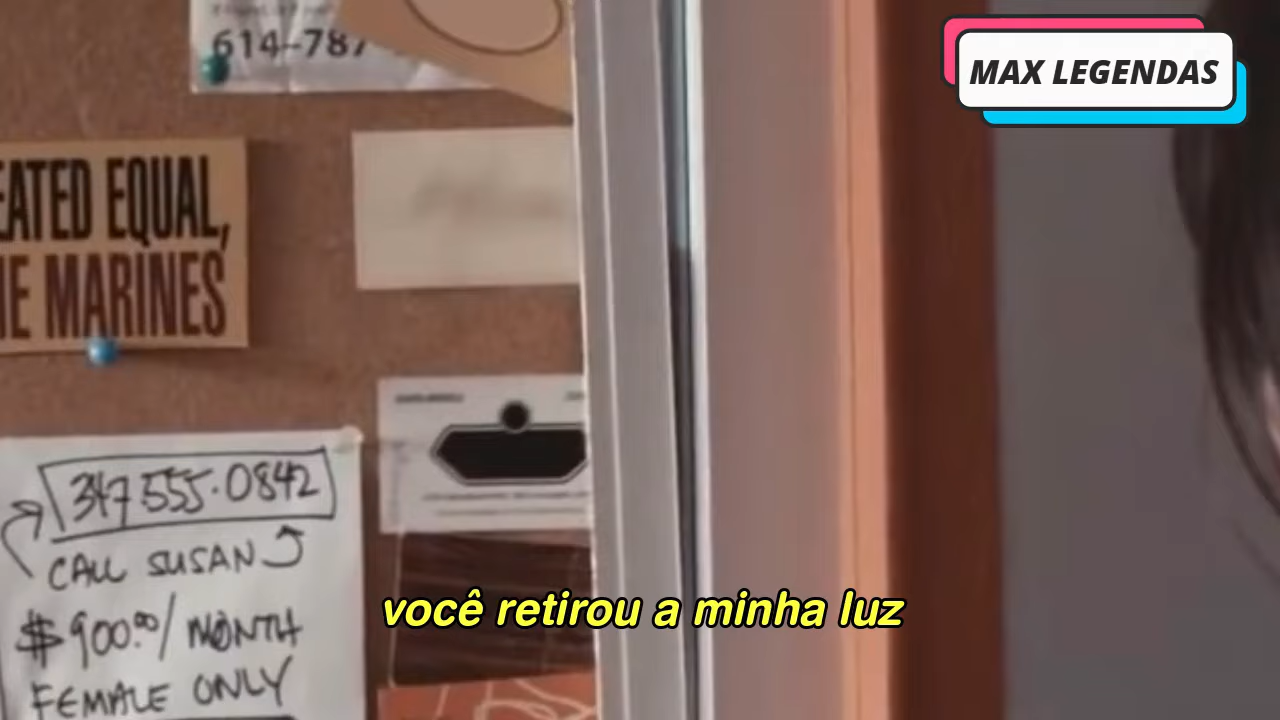 614-787
MAX LEGENDAS
EATED EQUAL,
HE MARINES
347 555-0842
CALL SUSAN
$900.00/MONTH
FEMALE ONLY
você retirou a minha luz